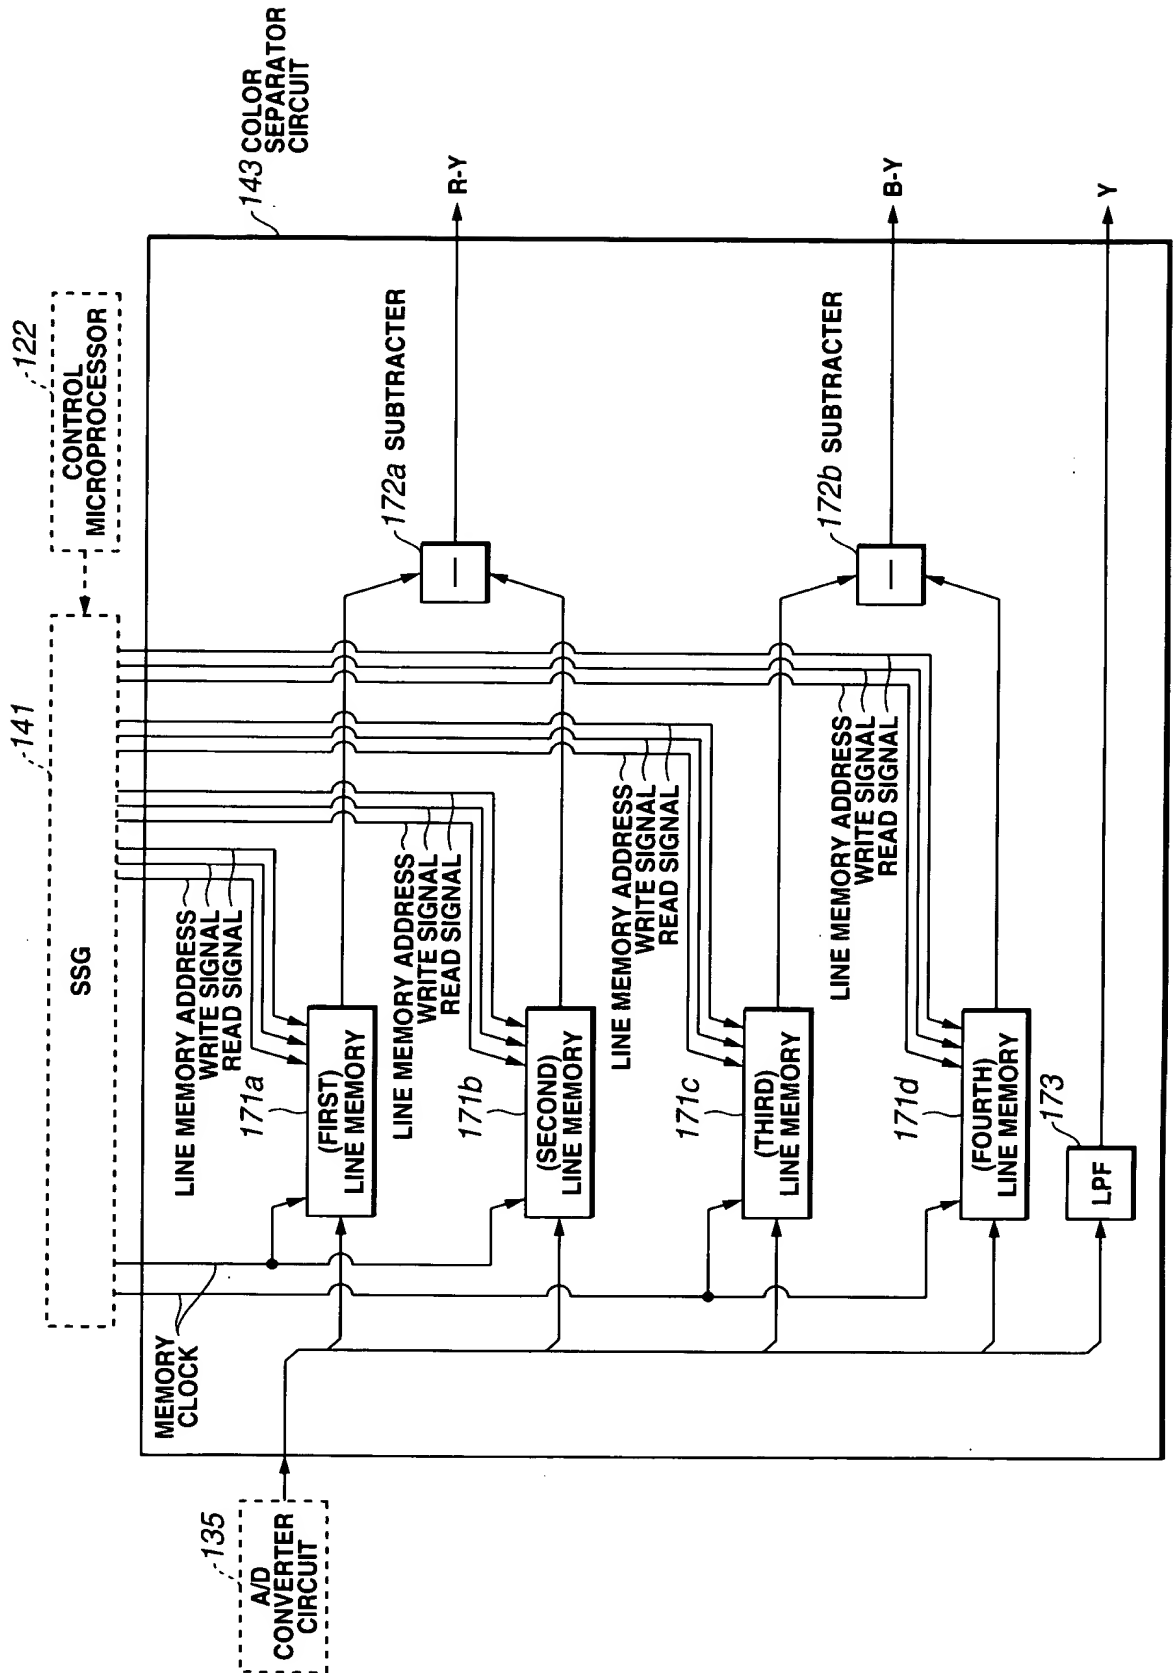 141
SSG
122
CONTROL
MICROPROCESSOR
143 COLOR
SEPARATOR
CIRCUIT
135
A/D
CONVERTER
CIRCUIT
MEMORY
CLOCK
LINE MEMORY ADDRESS
WRITE SIGNAL
READ SIGNAL
171a
(FIRST)
LINE MEMORY
172a SUBTRACTER
—
R-Y
LINE MEMORY ADDRESS
WRITE SIGNAL
READ SIGNAL
171b
(SECOND)
LINE MEMORY
LINE MEMORY ADDRESS
WRITE SIGNAL
READ SIGNAL
171c
(THIRD)
LINE MEMORY
172b SUBTRACTER
—
B-Y
LINE MEMORY ADDRESS
WRITE SIGNAL
READ SIGNAL
171d
(FOURTH)
LINE MEMORY
173
LPF
Y